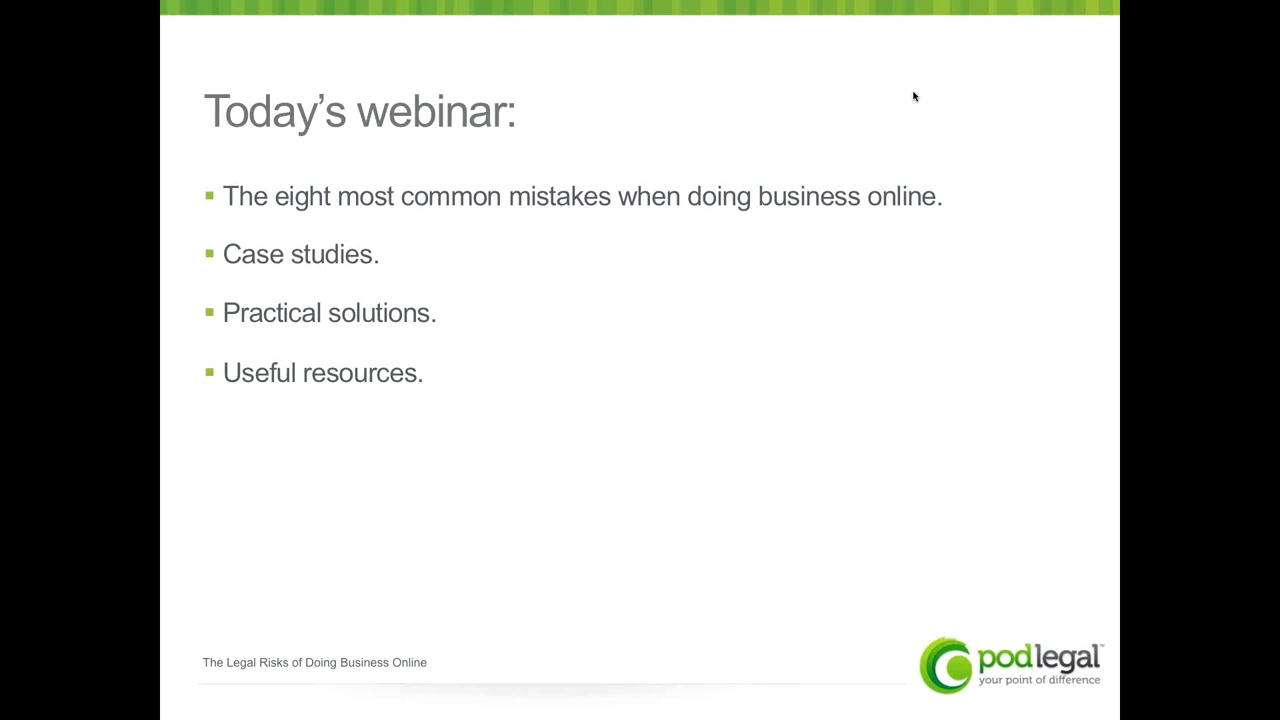 Today's webinar:
The eight most common mistakes when doing business online.
Case studies.
Practical solutions.
Useful resources.
The Legal Risks of Doing Business Online
podlegal™
your point of difference